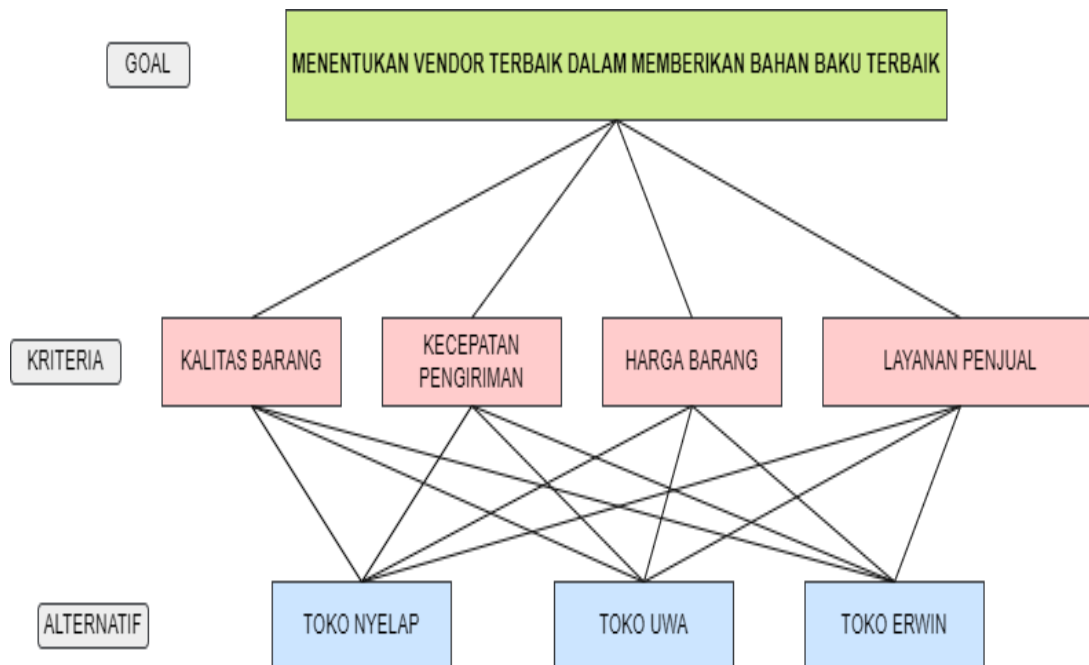 GOAL
MENENTUKAN VENDOR TERBAIK DALAM MEMBERIKAN BAHAN BAKU TERBAIK
KRITERIA
KALITAS BARANG
KECEPATAN
PENGIRIMAN
HARGA BARANG
LAYANAN PENJUAL
ALTERNATIF
TOKO NYELAP
TOKO UWA
TOKO ERWIN